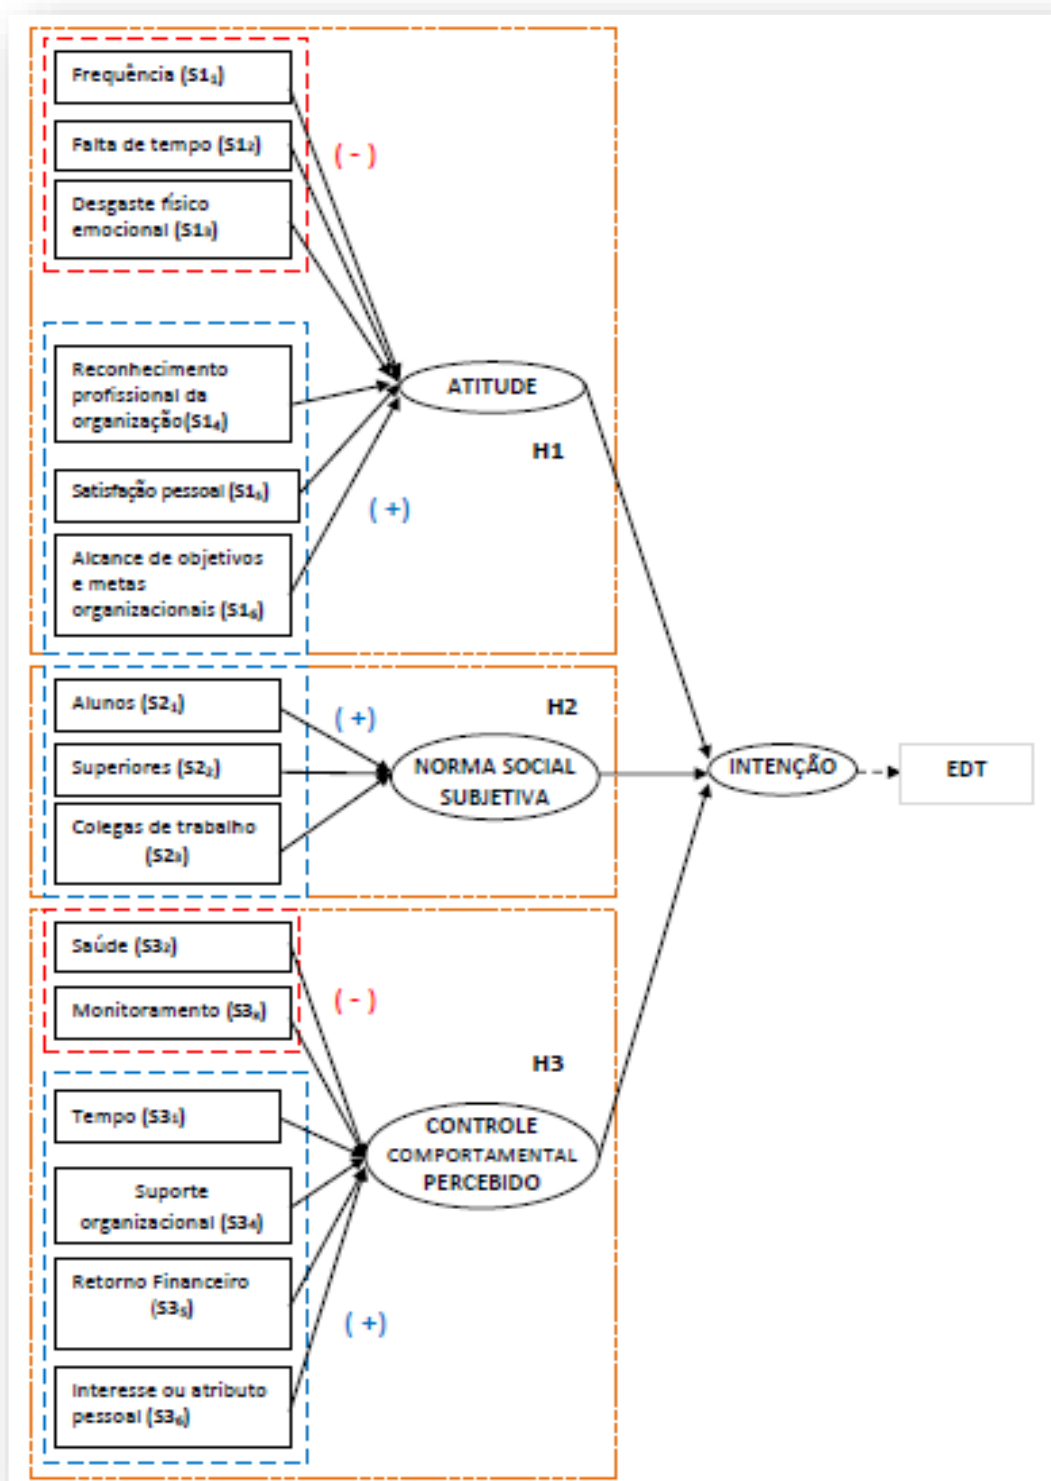 Frequência (S1₁)
( - )
Falta de tempo (S1₂)
Desgaste físico
emocional (S1₃)
Reconhecimento
profissional da
organização(S1₄)
ATITUDE
H1
Satisfação pessoal (S1₅)
( +)
Alcance de objetivos
e metas
organizacionais (S1₆)
Alunos (S2₁)
( +)
H2
Superiores (S2₂)
NORMA SOCIAL
SUBJETIVA
Colegas de trabalho
(S2₃)
INTENÇÃO
EDT
Saúde (S3₂)
( - )
Monitoramento
H3
Tempo (S3₁)
CONTROLE
COMPORTAMENTAL
PERCEBIDO
Suporte
organizacional (S3₄)
Retorno Financeiro
(S3₅)
( +)
Interesse ou atributo
pessoal (S3₆)